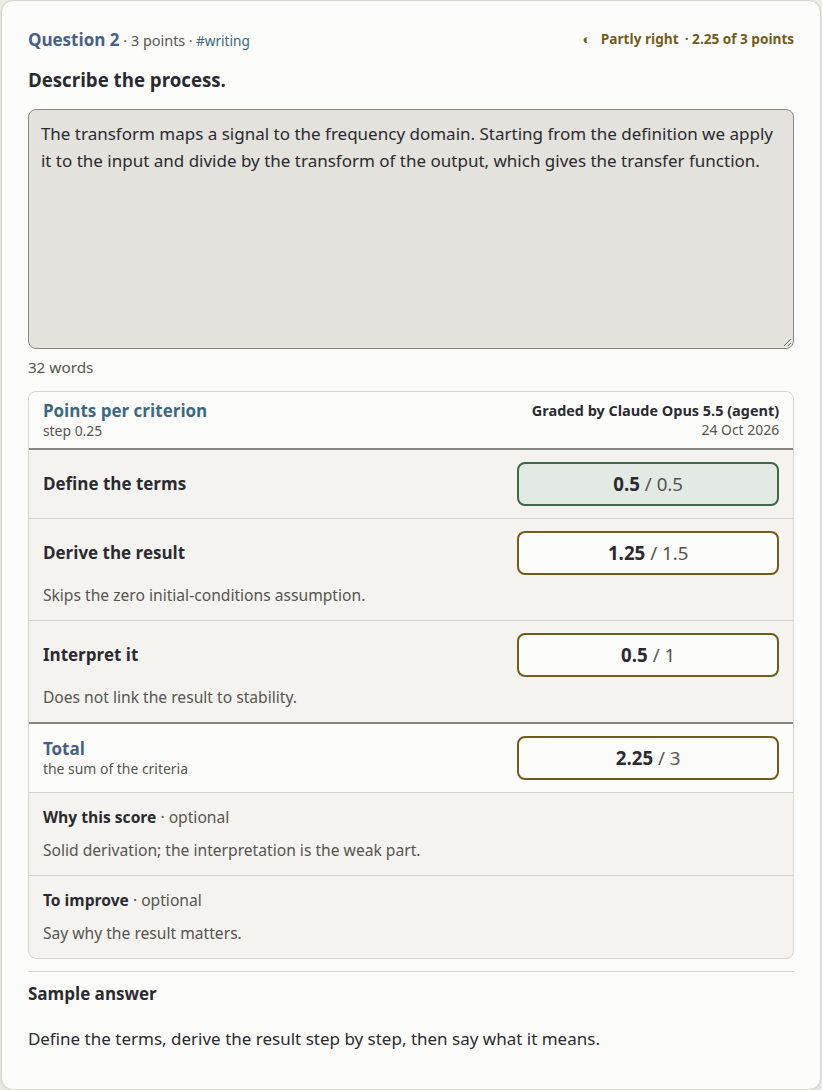 Question 2 · 3 points · #writing
Partly right · 2.25 of 3 points
Describe the process.
The transform maps a signal to the frequency domain. Starting from the definition we apply
it to the input and divide by the transform of the output, which gives the transfer function.
32 words
Points per criterion
Graded by Claude Opus 5.5 (agent)
step 0.25
24 Oct 2026
Define the terms
0.5 / 0.5
Derive the result
1.25 / 1.5
Skips the zero initial-conditions assumption.
Interpret it
0.5 / 1
Does not link the result to stability.
Total
the sum of the criteria
2.25 / 3
Why this score · optional
Solid derivation; the interpretation is the weak part.
To improve · optional
Say why the result matters.
Sample answer
Define the terms, derive the result step by step, then say what it means.